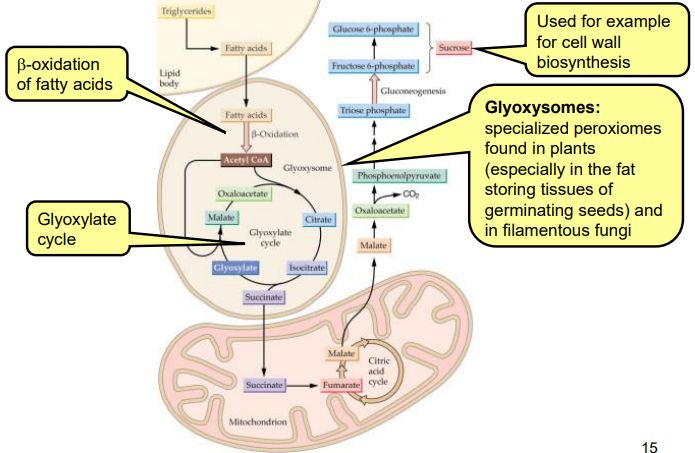 Triglycerides
Fatty acids
Lipid
body
β-oxidation
of fatty acids
Fatty acids
β-Oxidation
Acetyl CoA
Glyoxysome
Oxaloacetate
Malate
Citrate
Glyoxylate
cycle
Glyoxylate
Isocitrate
Succinate
Glyoxylate
cycle
Succinate
Fumarate
Malate
Citric
acid
cycle
Mitochondrion
Glucose 6-phosphate
Fructose 6-phosphate
Sucrose
Gluconeogenesis
Triose phosphate
Phosphoenolpyruvate
CO2
Oxaloacetate
Malate
Used for example
for cell wall
biosynthesis
Glyoxysomes:
specialized peroxiomes
found in plants
(especially in the fat
storing tissues of
germinating seeds) and
in filamentous fungi
15